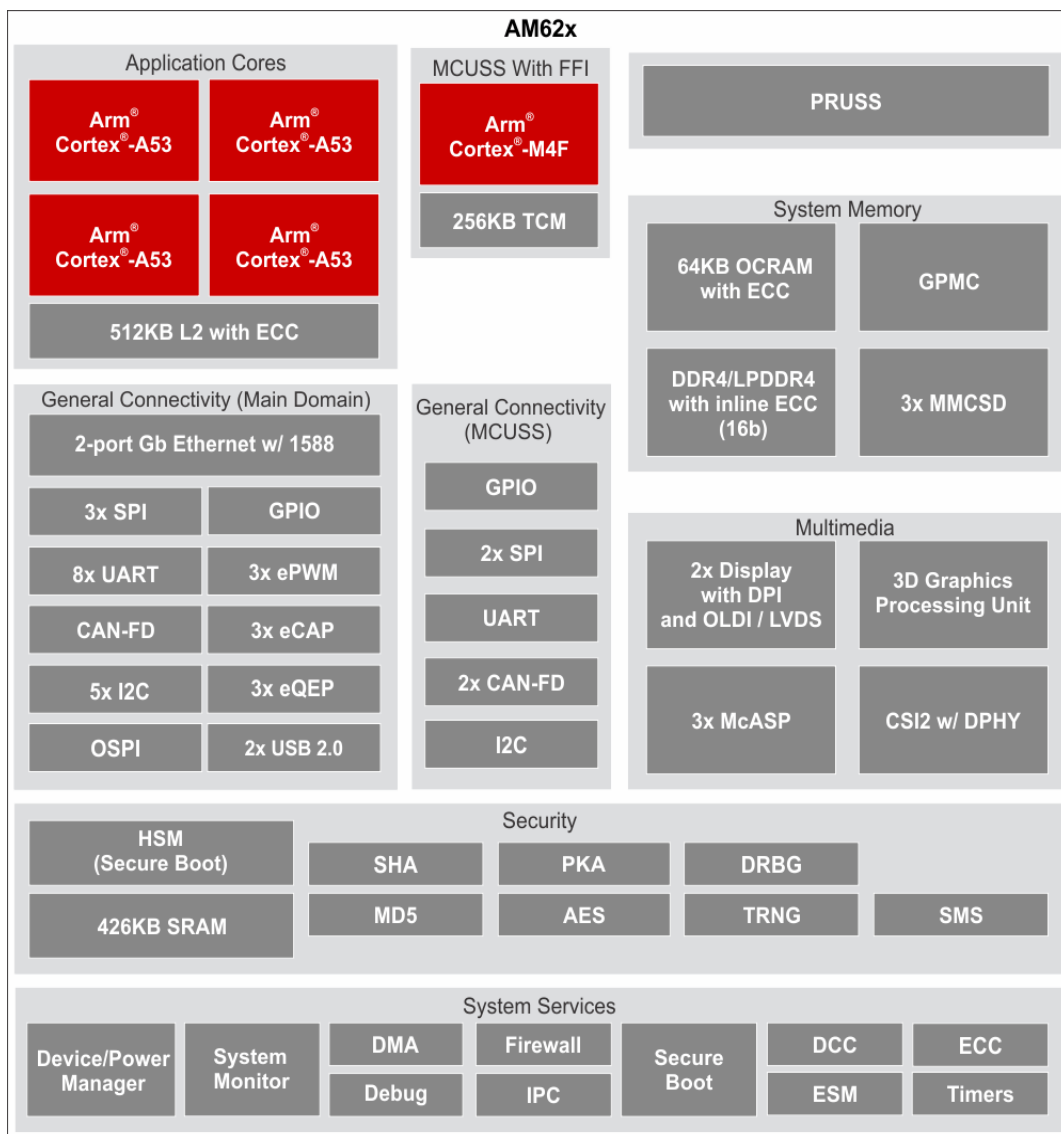 AM62x
Application Cores
Arm®
Cortex®-A53
Arm®
Cortex®-A53
Arm®
Cortex®-A53
Arm®
Cortex®-A53
512KB L2 with ECC
MCUSS With FFI
Arm®
Cortex®-M4F
256KB TCM
PRUSS
System Memory
64KB OCRAM
with ECC
GPMC
DDR4/LPDDR4
with inline ECC
(16b)
3x MMCSD
General Connectivity (Main Domain)
2-port Gb Ethernet w/ 1588
3x SPI
GPIO
8x UART
3x ePWM
CAN-FD
3x eCAP
5x I2C
3x eQEP
OSPI
2x USB 2.0
General Connectivity
(MCUSS)
GPIO
2x SPI
UART
2x CAN-FD
I2C
Multimedia
2x Display
with DPI
and OLDI / LVDS
3D Graphics
Processing Unit
3x McASP
CSI2 w/ DPHY
Security
HSM
(Secure Boot)
426KB SRAM
SHA
PKA
DRBG
MD5
AES
TRNG
SMS
System Services
Device/Power
Manager
System
Monitor
DMA
Debug
Firewall
IPC
Secure
Boot
DCC
ESM
ECC
Timers